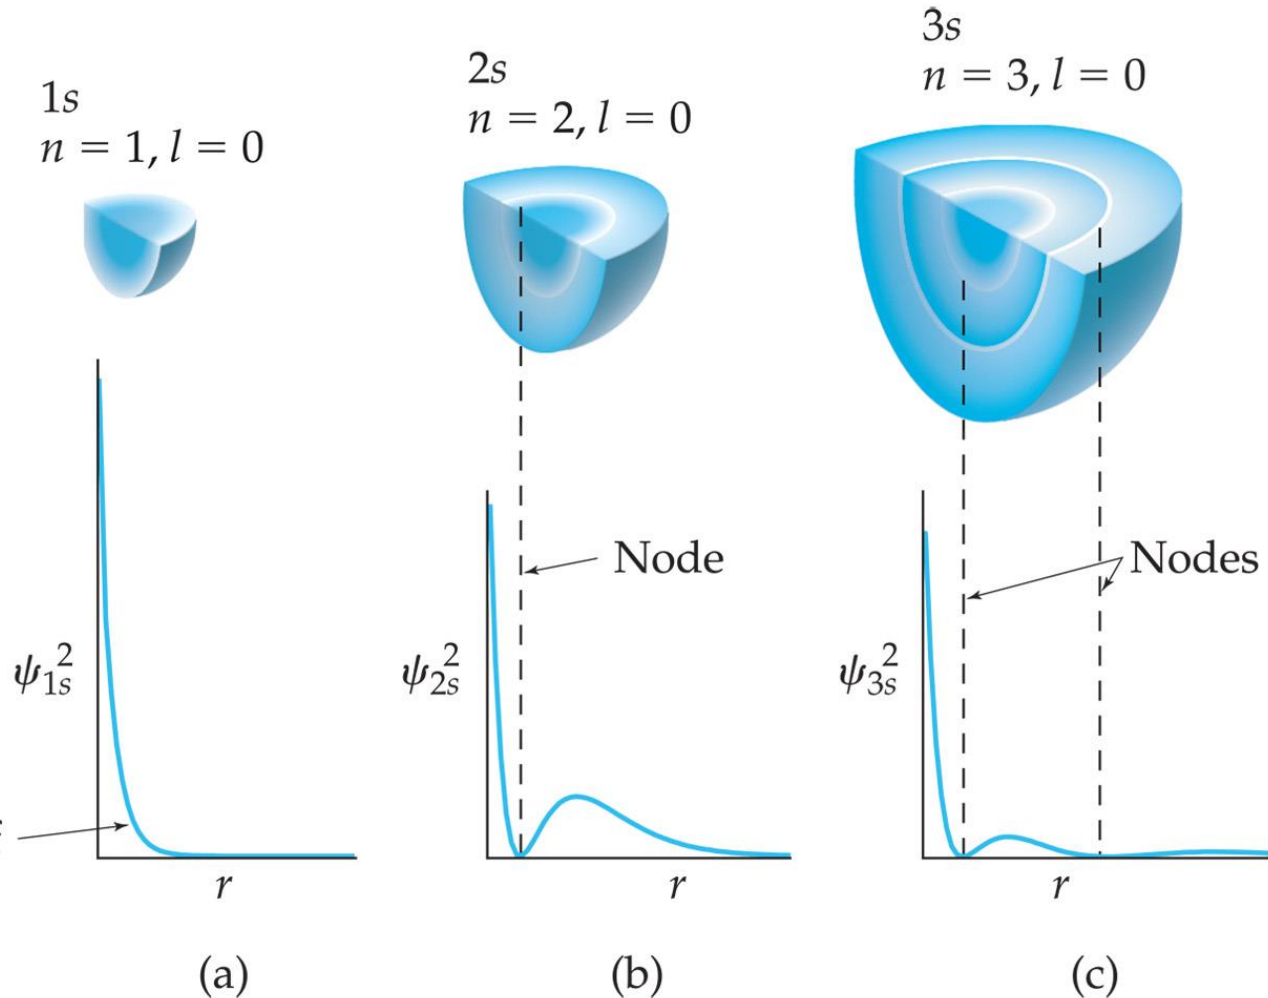 1s
n = 1, l = 0
2s
n = 2, l = 0
3s
n = 3, l = 0
Node
Nodes
ψ₁ₛ²
ψ₂ₛ²
ψ₃ₛ²
r
r
r
(a)
(b)
(c)